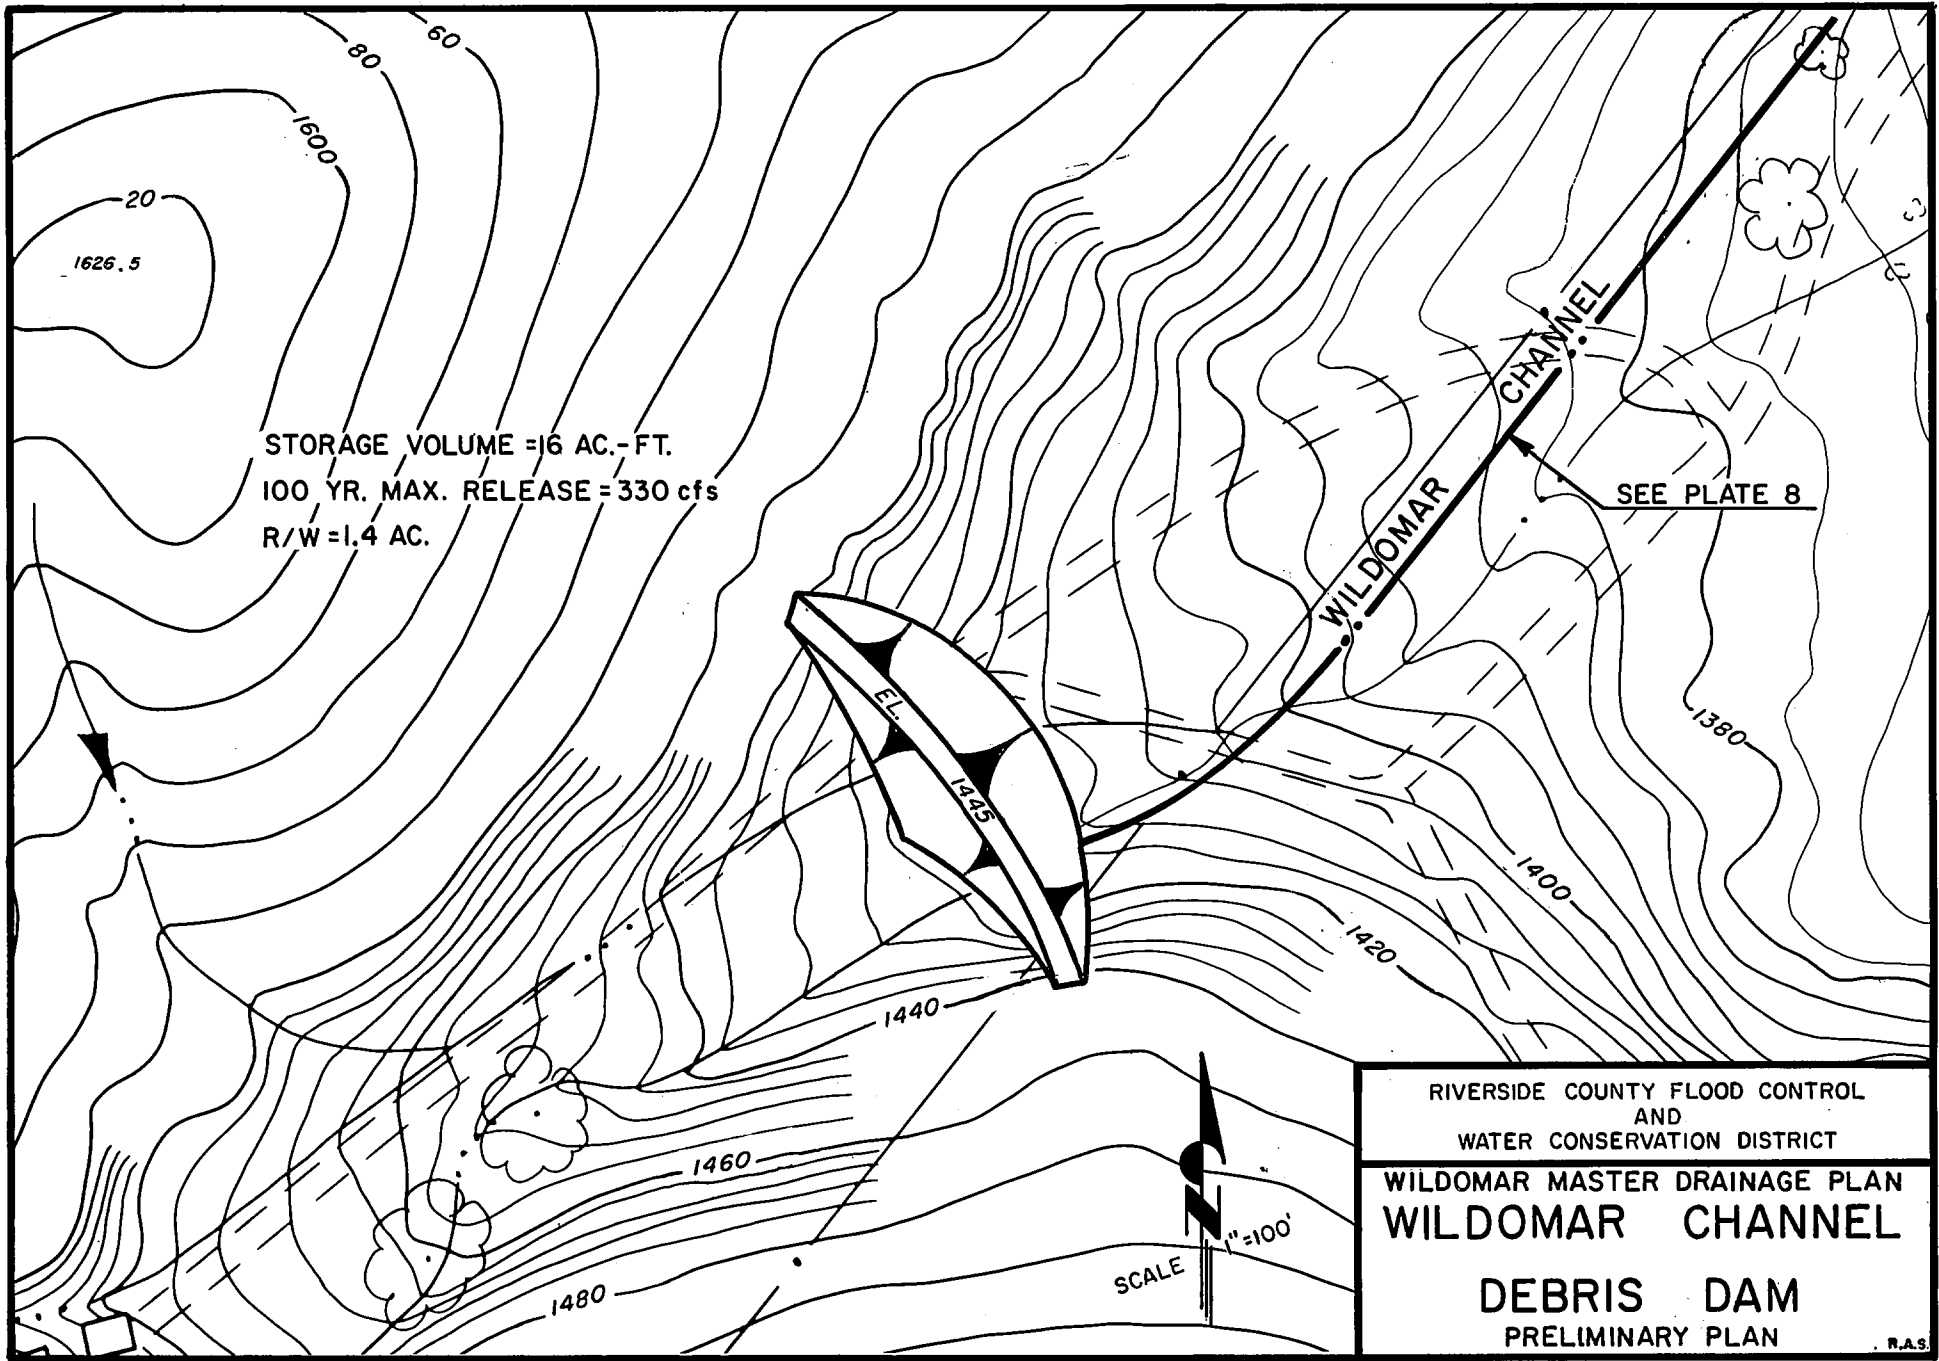 60
80
1600
20
1626.5
STORAGE VOLUME = 16 AC.-FT.
100 YR. MAX. RELEASE = 330 cfs
R/W = 1.4 AC.
WILDOMAR CHANNEL
SEE PLATE 8
EL. 1445
1380
1400
1420
1440
1460
1480
N
SCALE 1"=100'
RIVERSIDE COUNTY FLOOD CONTROL
AND
WATER CONSERVATION DISTRICT
WILDOMAR MASTER DRAINAGE PLAN
WILDOMAR CHANNEL
DEBRIS DAM
PRELIMINARY PLAN
R.A.S.